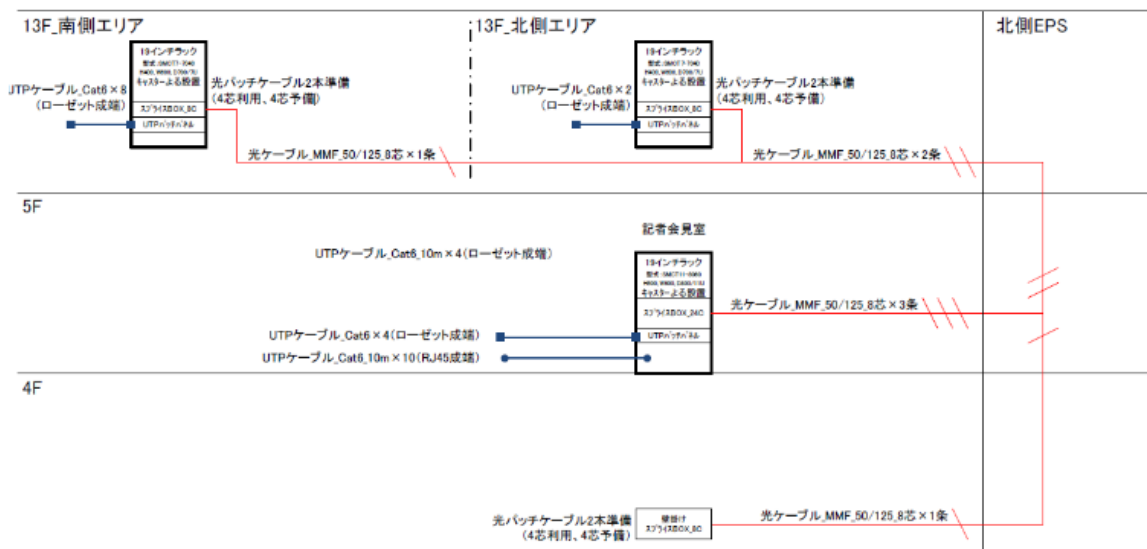 13F_南側エリア
13F_北側エリア
北側EPS
19インチラック
型式:SMCT7-7040
H400, W600, D700/7U
キャスターよる設置
スプライスBOX_8C
UTPパッチパネル
UTPケーブル_Cat6×8
(ローゼット成端)
光パッチケーブル2本準備
(4芯利用、4芯予備)
光ケーブル_MMF_50/125_8芯×1条
19インチラック
型式:SMCT7-7040
H400, W600, D700/7U
キャスターよる設置
スプライスBOX_8C
UTPパッチパネル
UTPケーブル_Cat6×2
(ローゼット成端)
光パッチケーブル2本準備
(4芯利用、4芯予備)
光ケーブル_MMF_50/125_8芯×2条
5F
記者会見室
UTPケーブル_Cat6_10m×4(ローゼット成端)
19インチラック
キャスターよる設置
スプライスBOX_24C
UTPパッチパネル
光ケーブル_MMF_50/125_8芯×3条
UTPケーブル_Cat6×4(ローゼット成端)
UTPケーブル_Cat6_10m×10(RJ45成端)
4F
光パッチケーブル2本準備
(4芯利用、4芯予備)
壁掛け
スプライスBOX_8C
光ケーブル_MMF_50/125_8芯×1条